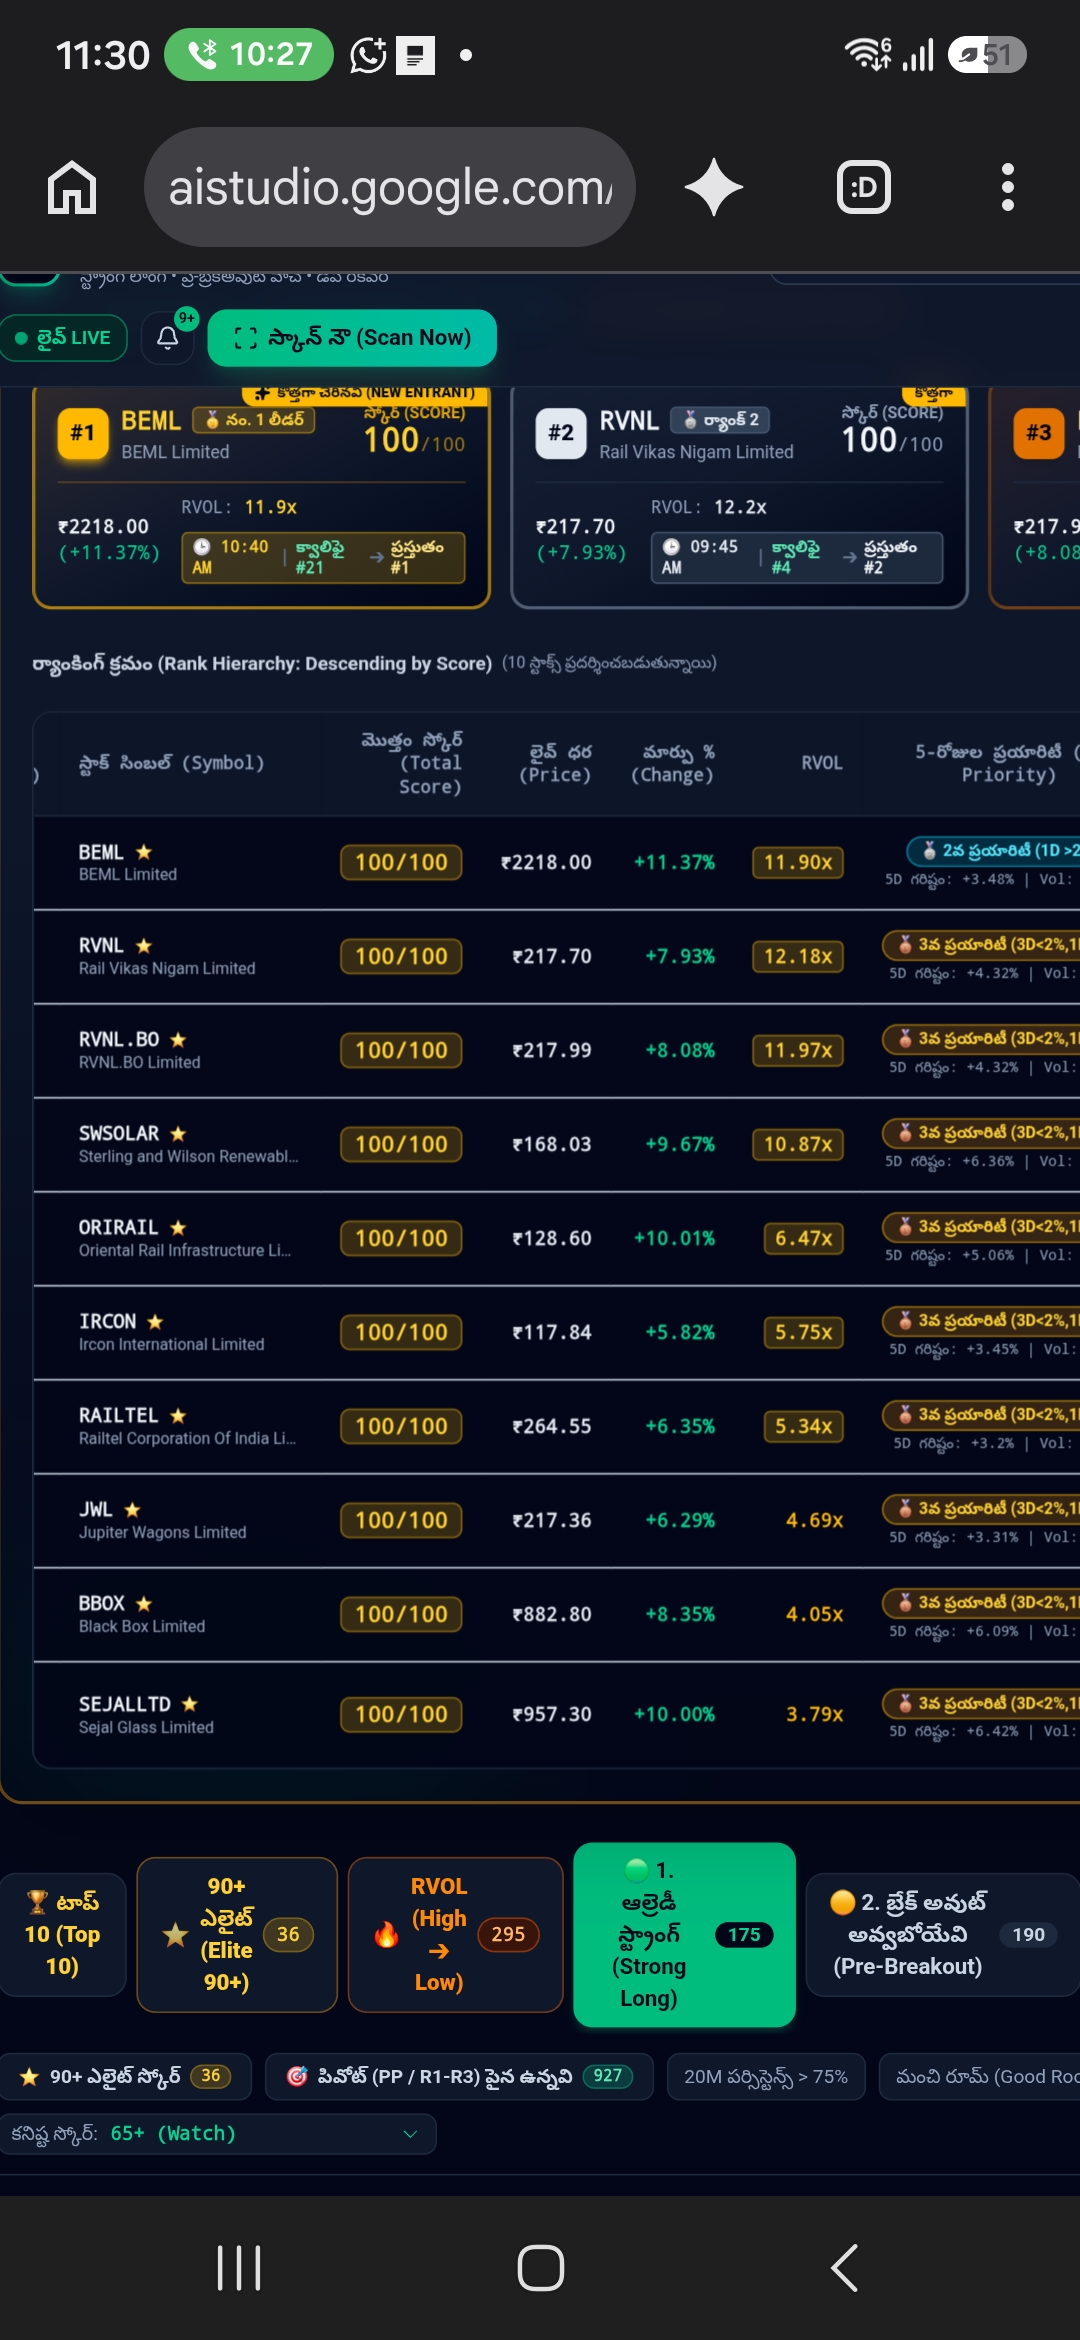 11:30
10:27
51
aistudio.google.com/
:D
స్ట్రాంగ్ లాంగ్ • ప్రీ-బ్రేక్అవుట్ వాచ్ •
లైవ్ LIVE
9+
స్కాన్ నౌ (Scan Now)
కొత్తగా చేరినవి (NEW ENTRANT)
#1
BEML
నం. 1 లీడర్
స్కోర్ (SCORE)
BEML Limited
100/100
RVOL: 11.9x
₹2218.00
(+11.37%)
10:40 AM | క్వాలిఫై #21 → ప్రస్తుతం #1
కొత్తగా
#2
RVNL
ర్యాంక్ 2
స్కోర్ (SCORE)
Rail Vikas Nigam Limited
100/100
RVOL: 12.2x
₹217.70
(+7.93%)
09:45 AM | క్వాలిఫై #4 → ప్రస్తుతం #2
#3
₹217.9
(+8.08
ర్యాంకింగ్ క్రమం (Rank Hierarchy: Descending by Score) (10 స్టాక్స్ ప్రదర్శించబడుతున్నాయి)
) స్టాక్ సింబల్ (Symbol) మొత్తం స్కోర్ (Total Score) లైవ్ ధర (Price) మార్పు % (Change) RVOL 5-రోజుల ప్రయారిటీ ( Priority)
BEML 100/100 ₹2218.00 +11.37% 11.90x 2వ ప్రయారిటీ (1D >2
BEML Limited 5D గరిష్టం: +3.48% | Vol:
RVNL 100/100 ₹217.70 +7.93% 12.18x 3వ ప్రయారిటీ (3D<2%,1
Rail Vikas Nigam Limited 5D గరిష్టం: +4.32% | Vol:
RVNL.BO 100/100 ₹217.99 +8.08% 11.97x 3వ ప్రయారిటీ (3D<2%,1
RVNL.BO Limited 5D గరిష్టం: +4.32% | Vol:
SWSOLAR 100/100 ₹168.03 +9.67% 10.87x 3వ ప్రయారిటీ (3D<2%,1
Sterling and Wilson Renewabl... 5D గరిష్టం: +6.36% | Vol:
ORIRAIL 100/100 ₹128.60 +10.01% 6.47x 3వ ప్రయారిటీ (3D<2%,1
Oriental Rail Infrastructure Li... 5D గరిష్టం: +5.06% | Vol:
IRCON 100/100 ₹117.84 +5.82% 5.75x 3వ ప్రయారిటీ (3D<2%,1
Ircon International Limited 5D గరిష్టం: +3.45% | Vol:
RAILTEL 100/100 ₹264.55 +6.35% 5.34x 3వ ప్రయారిటీ (3D<2%,1
Railtel Corporation Of India Li... 5D గరిష్టం: +3.2% | Vol:
JWL 100/100 ₹217.36 +6.29% 4.69x 3వ ప్రయారిటీ (3D<2%,1
Jupiter Wagons Limited 5D గరిష్టం: +3.31% | Vol:
BBOX 100/100 ₹882.80 +8.35% 4.05x 3వ ప్రయారిటీ (3D<2%,1
Black Box Limited 5D గరిష్టం: +6.09% | Vol:
SEJALLTD 100/100 ₹957.30 +10.00% 3.79x 3వ ప్రయారిటీ (3D<2%,1
Sejal Glass Limited 5D గరిష్టం: +6.42% | Vol:
టాప్
10 (Top
10)
90+
ఎలైట్
(Elite
90+)
36
RVOL
(High
→
Low)
295
1.
ఆల్రెడీ
స్ట్రాంగ్
(Strong
Long)
175
2. బ్రేక్ అవుట్
అవ్వబోయేవి
(Pre-Breakout)
190
90+ ఎలైట్ స్కోర్ 36
పివోట్ (PP / R1-R3) పైన ఉన్నవి 927
20M పర్సిస్టెన్స్ > 75%
మంచి రూమ్ (Good Roo
కనిష్ట స్కోర్: 65+ (Watch)